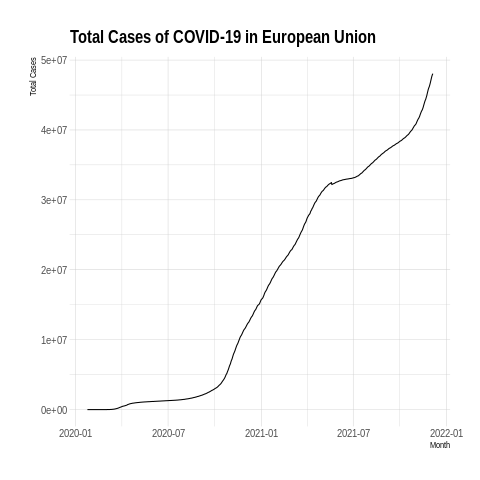 Total Cases of COVID-19 in European Union
Total Cases
5e+07
4e+07
3e+07
2e+07
1e+07
0e+00
2020-01 2020-07 2021-01 2021-07 2022-01
Month